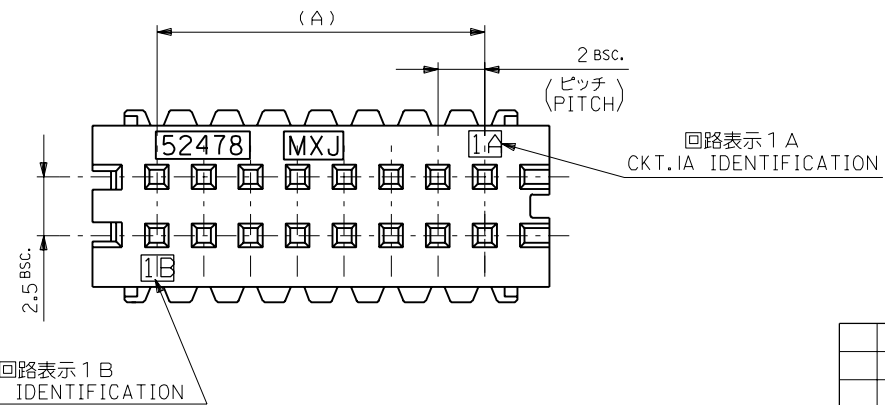 (A)
2 BSC.
(ピッチ
PITCH)
52478
MXJ
1A
回路表示1A
CKT.1A IDENTIFICATION
2.5 BSC.
1B
回路表示1B
IDENTIFICATION